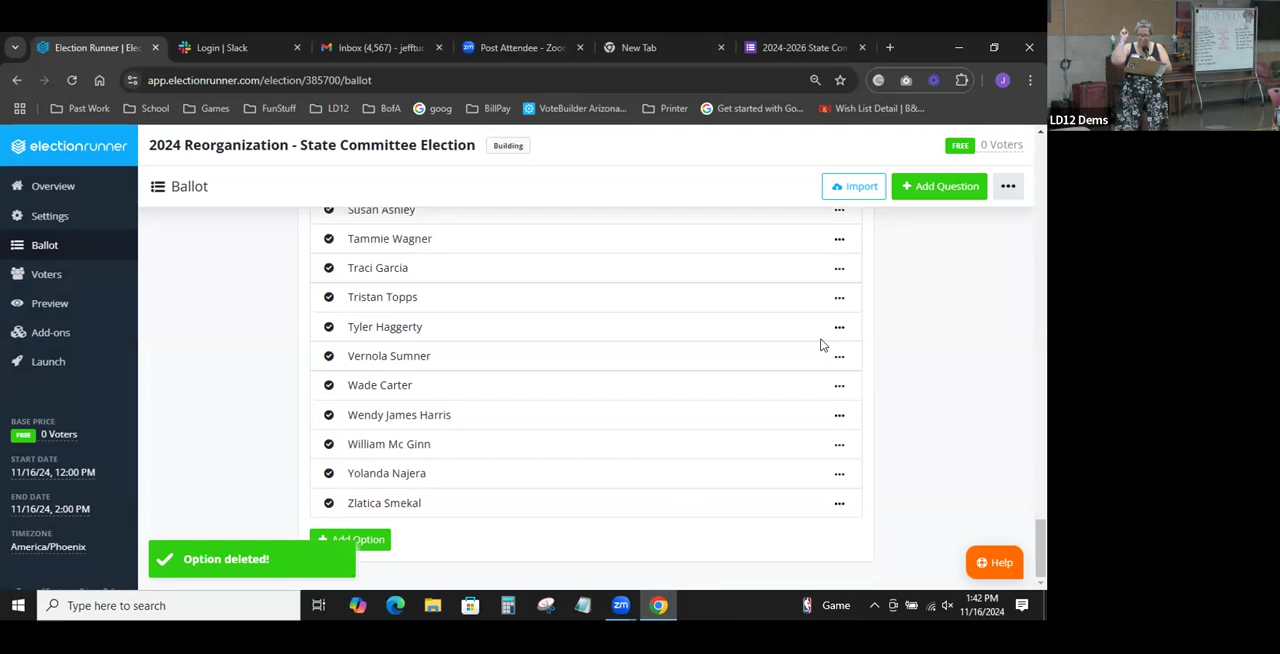 Election Runner | Elec
Login | Slack
Inbox (4,567) - jefftuc
Post Attendee - Zoom
New Tab
2024-2026 State Com
app.electionrunner.com/election/385700/ballot
J
Past Work
School
Games
FunStuff
LD12
BofA
goog
BillPay
VoteBuilder Arizona...
Printer
Get started with Go...
Wish List Detail | B&...
LD12 Dems
electionrunner
2024 Reorganization - State Committee Election
Building
FREE 0 Voters
Ballot
Import
Add Question
Overview
Settings
Ballot
Voters
Preview
Add-ons
Launch
BASE PRICE
FREE 0 Voters
START DATE
11/16/24, 12:00 PM
END DATE
11/16/24, 2:00 PM
TIMEZONE
America/Phoenix
Susan Ashley
Tammie Wagner
Traci Garcia
Tristan Topps
Tyler Haggerty
Vernola Sumner
Wade Carter
Wendy James Harris
William Mc Ginn
Yolanda Najera
Zlatica Smekal
Add Option
Option deleted!
Help
Type here to search
zm
Game
1:42 PM
11/16/2024